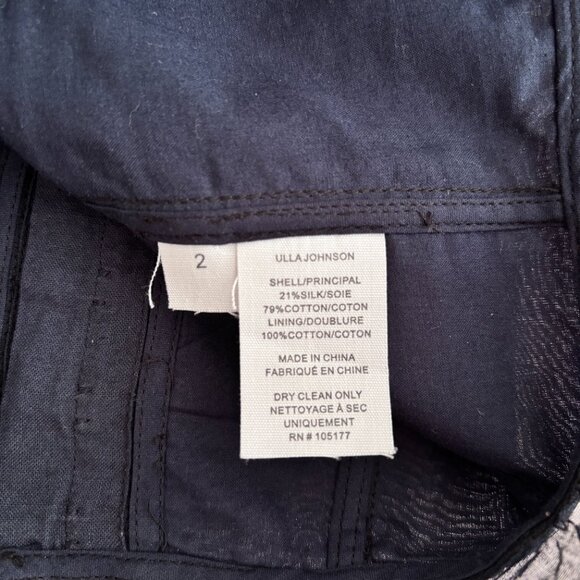 2
ULLA JOHNSON
SHELL/PRINCIPAL
21%SILK/SOIE
79%COTTON/COTON
LINING/DOUBLURE
100%COTTON/COTON
MADE IN CHINA
FABRIQUÉ EN CHINE
DRY CLEAN ONLY
NETTOYAGE À SEC
UNIQUEMENT
RN # 105177